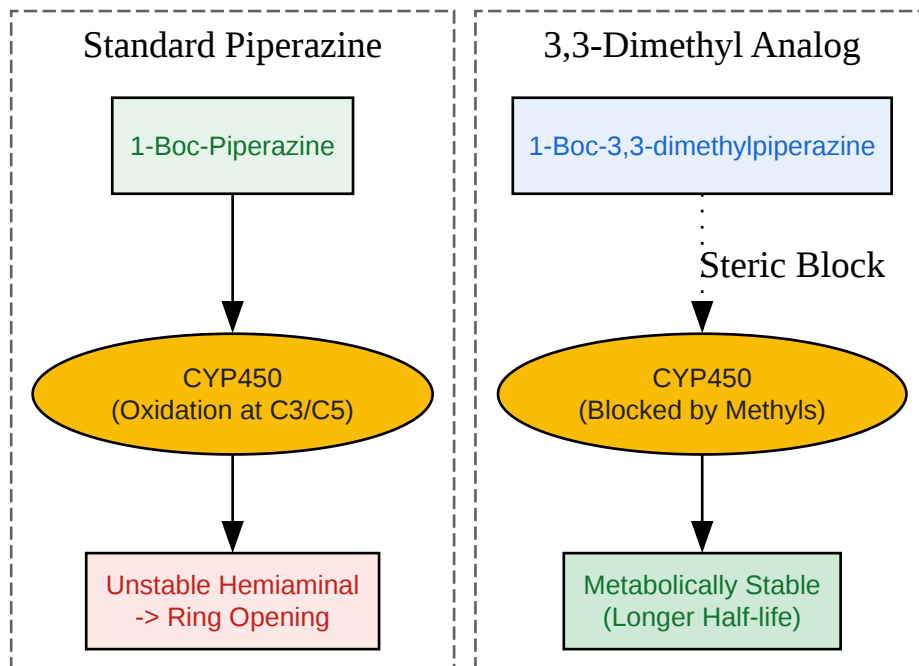 Standard Piperazine
1-Boc-Piperazine
CYP450
(Oxidation at C3/C5)
Unstable Hemiaminal
-> Ring Opening
3,3-Dimethyl Analog
1-Boc-3,3-dimethylpiperazine
Steric Block
CYP450
(Blocked by Methyls)
Metabolically Stable
(Longer Half-life)